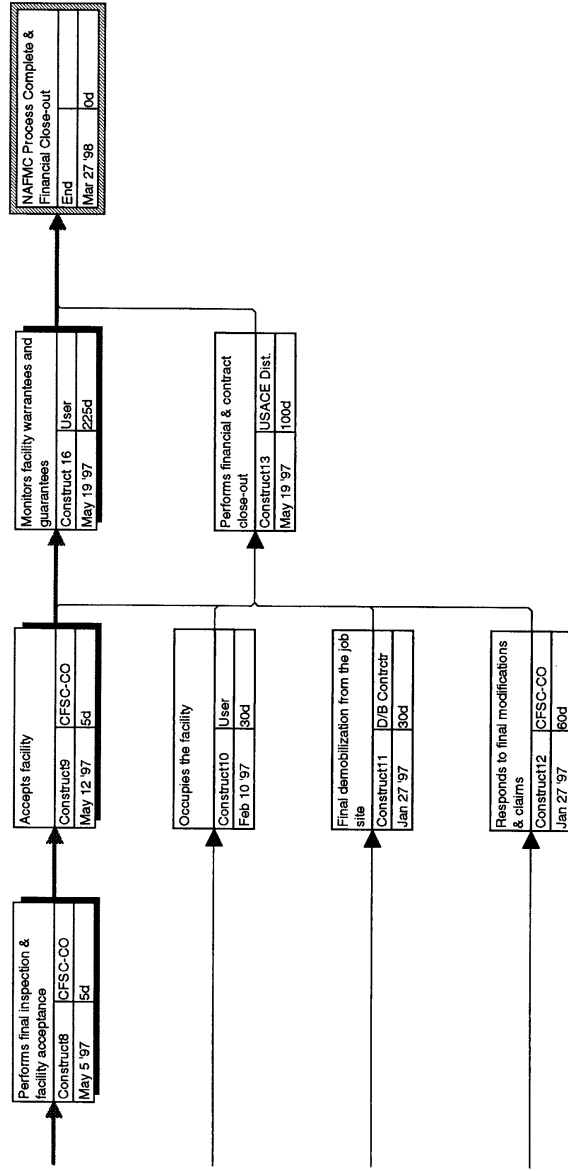 Performs final inspection &
facility acceptance
Construct8 CFSC-CO
May 5 '97 5d
Accepts facility
Construct9 CFSC-CO
May 12 '97 5d
Monitors facility warrantees and
guarantees
Construct 16 User
May 19 '97 225d
NAFMC Process Complete &
Financial Close-out
End
Mar 27 '98 0d
Occupies the facility
Construct10 User
Feb 10 '97 30d
Performs financial & contract
close-out
Construct13 USACE Dist.
May 19 '97 100d
Final demobilization from the job
site
Construct11 D/B Contrctr
Jan 27 '97 30d
Responds to final modifications
& claims
Construct12 CFSC-CO
Jan 27 '97 60d